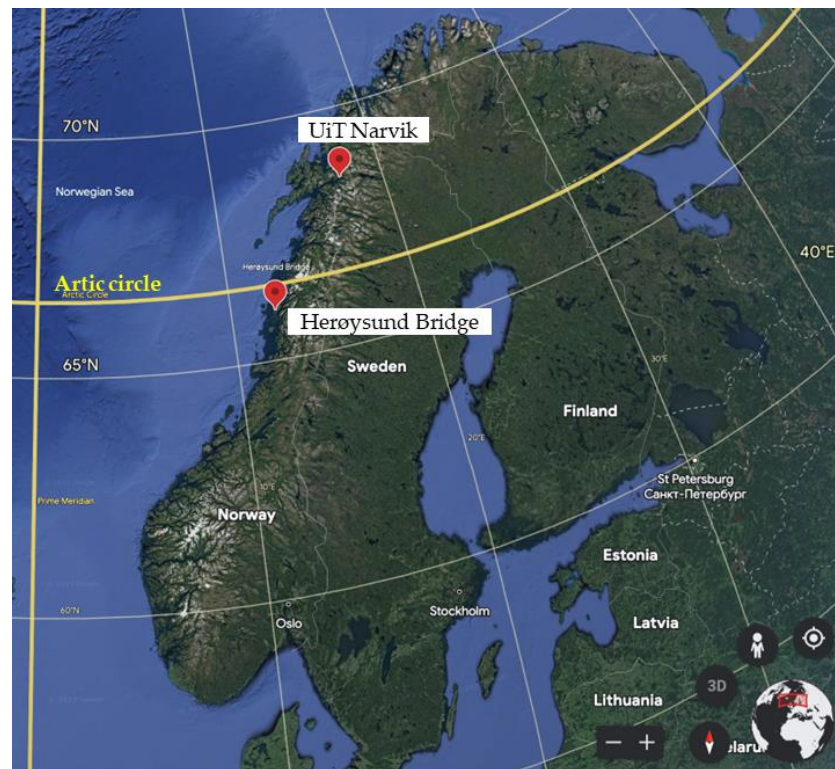 UiT Narvik
70°N
Norwegian Sea
40°E
Herøysund Bridge
Artic circle
Arctic Circle
Herøysund Bridge
65°N
Sweden
30°E
Finland
20°E
St Petersburg
Санкт-Петербург
10°E
Prime Meridian
Norway
Estonia
60°N
Stockholm
Oslo
Latvia
3D
Lithuania
elaru